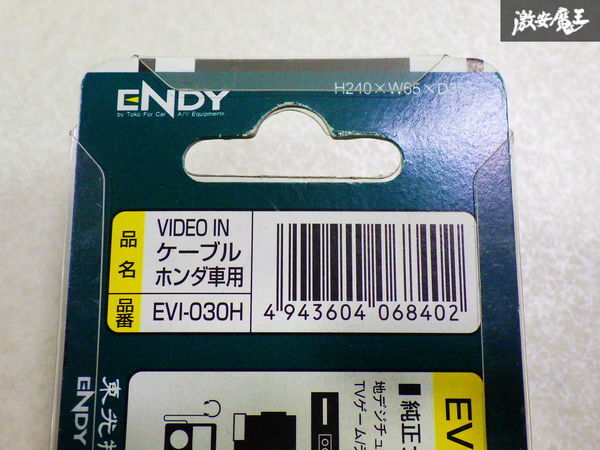 激安魔王
ENDY
by Toko For Car A/V Equipments
H240×W65×D3
品名
VIDEO IN
ケーブル
ホンダ車用
品番
EVI-030H
4 943604 068402
東光
ENDY
EV
■純正
地デジチュ
TVゲーム/